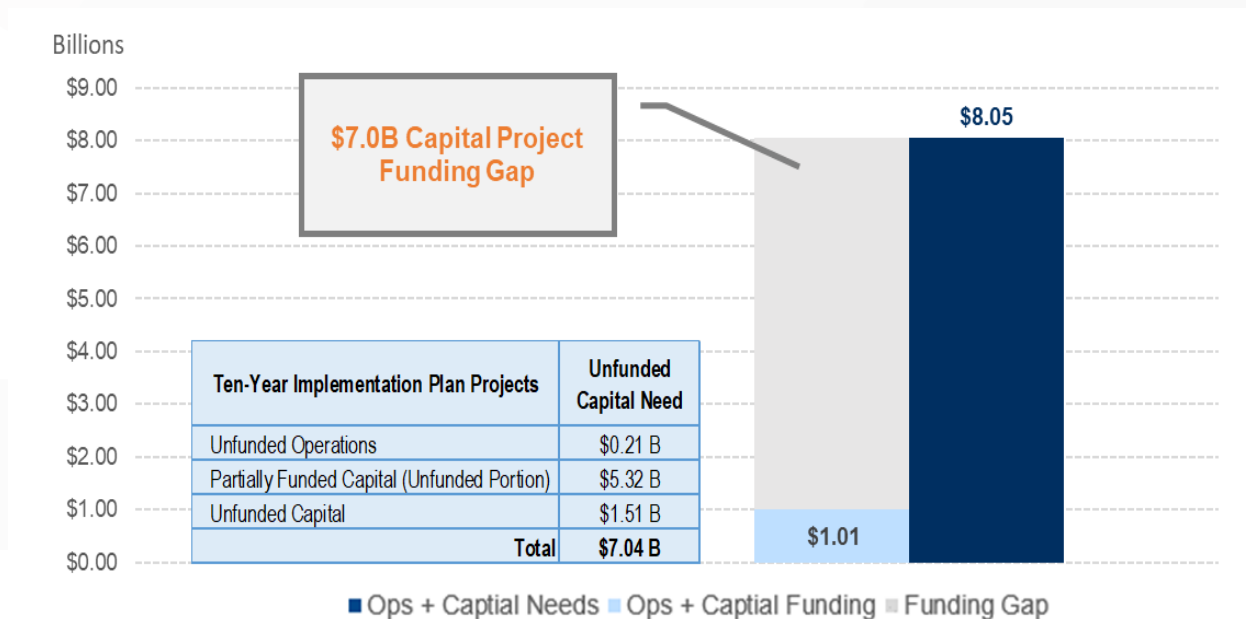 Billions
$9.00
$8.00
$7.00
$6.00
$5.00
$4.00
$3.00
$2.00
$1.00
$0.00
$7.0B Capital Project
Funding Gap
$8.05
$1.01
Ten-Year Implementation Plan Projects
Unfunded
Capital Need
Unfunded Operations $0.21 B
Partially Funded Capital (Unfunded Portion) $5.32 B
Unfunded Capital $1.51 B
Total $7.04 B
Ops + Captial Needs Ops + Captial Funding Funding Gap